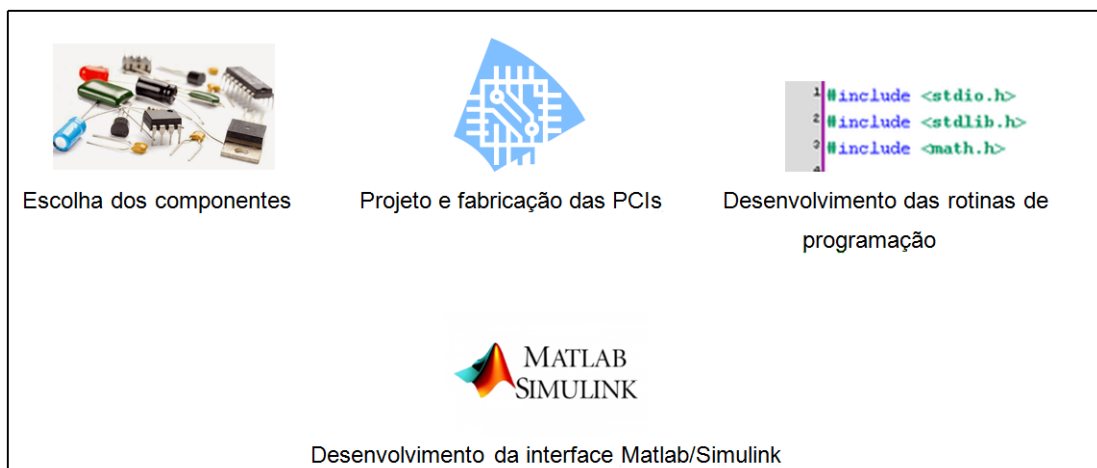 1 #include <stdio.h>
2 #include <stdlib.h>
3 #include <math.h>
4
Escolha dos componentes
Projeto e fabricação das PCIs
Desenvolvimento das rotinas de
programação
MATLAB
SIMULINK
Desenvolvimento da interface Matlab/Simulink